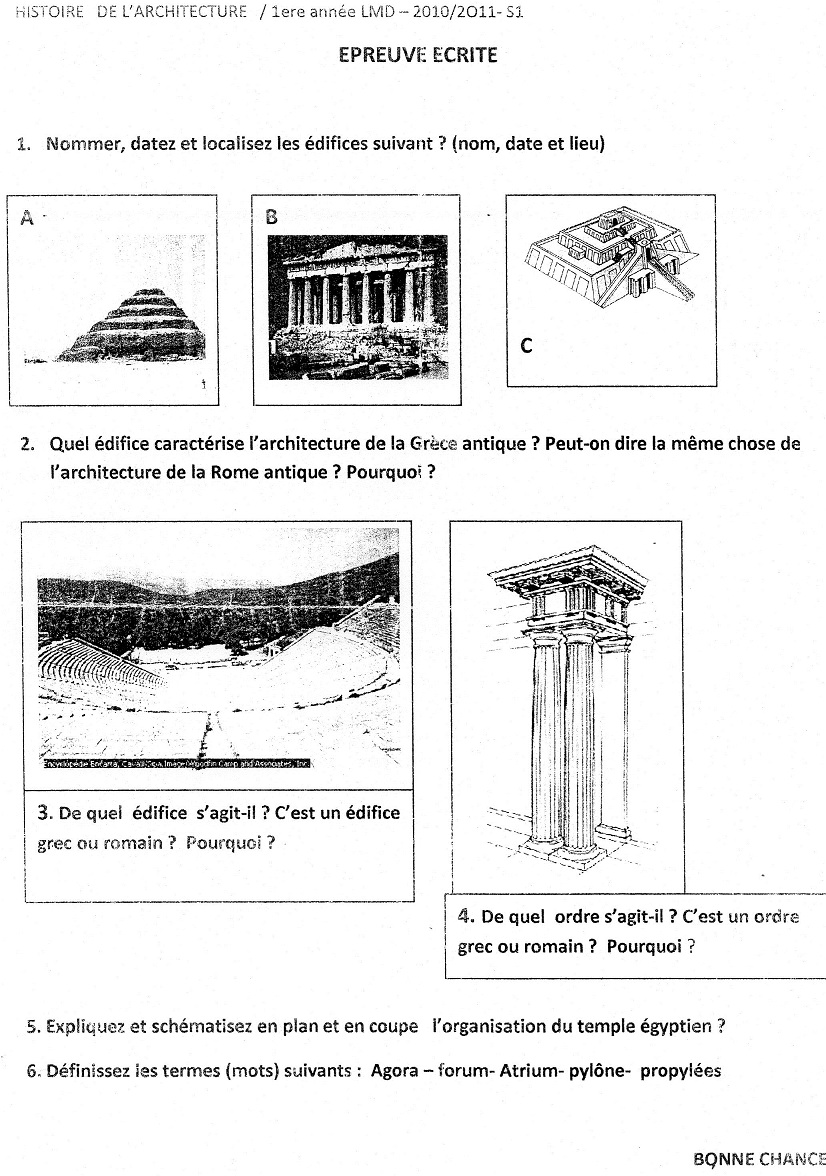 HISTOIRE DE L'ARCHITECTURE / 1ere année LMD – 2010/2O11- S1
EPREUVE ECRITE
1. Nommer, datez et localisez les édifices suivant ? (nom, date et lieu)
A
B
C
2. Quel édifice caractérise l'architecture de la Grèce antique ? Peut-on dire la même chose de
l'architecture de la Rome antique ? Pourquoi ?
Encyclopédie Encarta, Cavalli/Scia Image/Woodfin Camp and Associates, Inc.
3. De quel édifice s'agit-il ? C'est un édifice
grec ou romain ? Pourquoi ?
4. De quel ordre s'agit-il ? C'est un ordre
grec ou romain ? Pourquoi ?
5. Expliquez et schématisez en plan et en coupe l'organisation du temple égyptien ?
6. Définissez les termes (mots) suivants : Agora – forum- Atrium- pylône- propylées
BONNE CHANCE